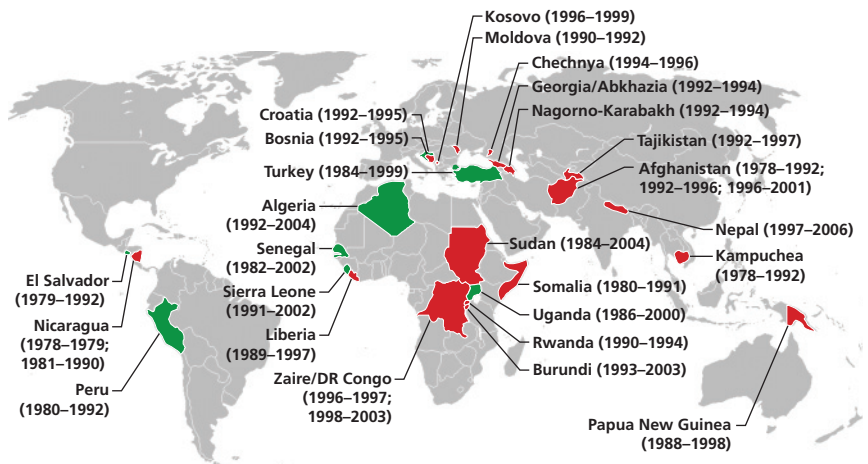 Kosovo (1996–1999)
Moldova (1990–1992)
Chechnya (1994–1996)
Georgia/Abkhazia (1992–1994)
Nagorno-Karabakh (1992–1994)
Croatia (1992–1995)
Bosnia (1992–1995)
Turkey (1984–1999)
Tajikistan (1992–1997)
Afghanistan (1978–1992;
1992–1996; 1996–2001)
Algeria
(1992–2004)
Nepal (1997–2006)
Senegal
(1982–2002)
Sudan (1984–2004)
Kampuchea
(1978–1992)
El Salvador
(1979–1992)
Sierra Leone
(1991–2002)
Somalia (1980–1991)
Uganda (1986–2000)
Nicaragua
(1978–1979;
1981–1990)
Liberia
(1989–1997)
Rwanda (1990–1994)
Burundi (1993–2003)
Peru
(1980–1992)
Zaire/DR Congo
(1996–1997;
1998–2003)
Papua New Guinea
(1988–1998)